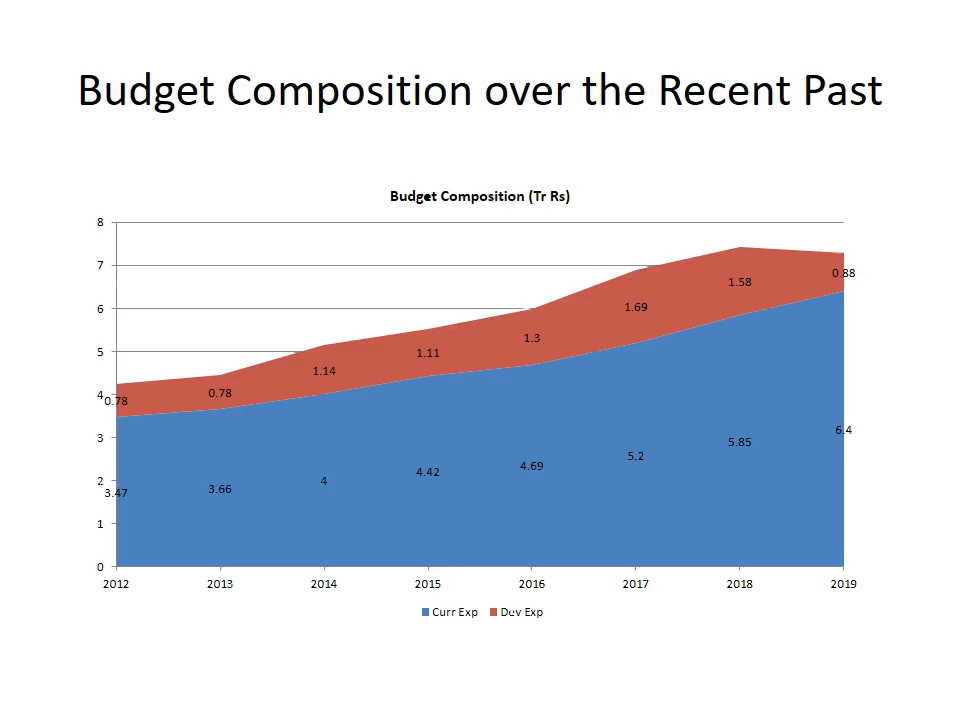 Budget Composition over the Recent Past
Budget Composition (Tr Rs)
8
7
6
5
4
3
2
1
0
0.78 0.78 1.14 1.11 1.3 1.69 1.58 0.88
3.47 3.66 4 4.42 4.69 5.2 5.85 6.4
2012 2013 2014 2015 2016 2017 2018 2019
Curr Exp Dev Exp